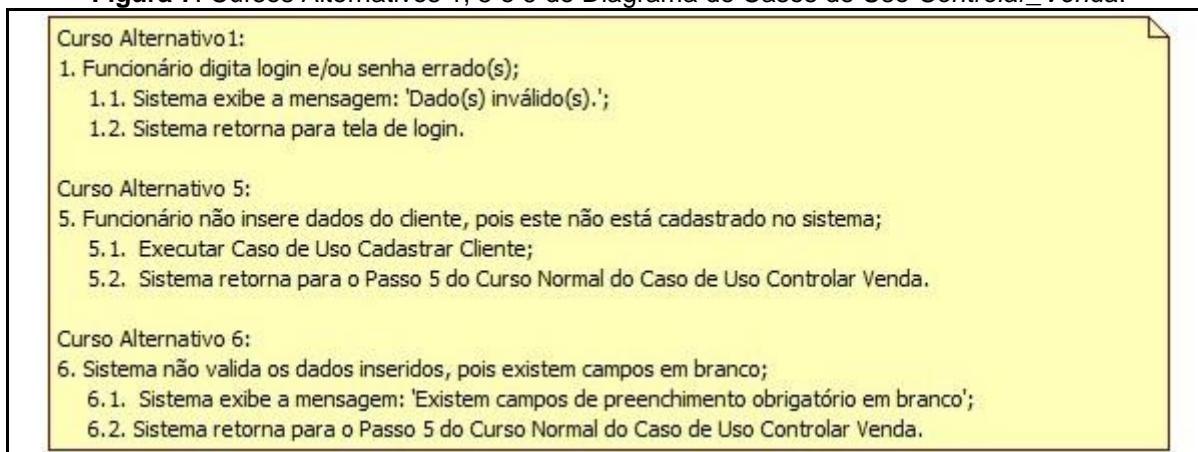 Curso Alternativo1:
1. Funcionário digita login e/ou senha errado(s);
1.1. Sistema exibe a mensagem: 'Dado(s) inválido(s).';
1.2. Sistema retorna para tela de login.
Curso Alternativo 5:
5. Funcionário não insere dados do cliente, pois este não está cadastrado no sistema;
5.1. Executar Caso de Uso Cadastrar Cliente;
5.2. Sistema retorna para o Passo 5 do Curso Normal do Caso de Uso Controlar Venda.
Curso Alternativo 6:
6. Sistema não valida os dados inseridos, pois existem campos em branco;
6.1. Sistema exibe a mensagem: 'Existem campos de preenchimento obrigatório em branco';
6.2. Sistema retorna para o Passo 5 do Curso Normal do Caso de Uso Controlar Venda.